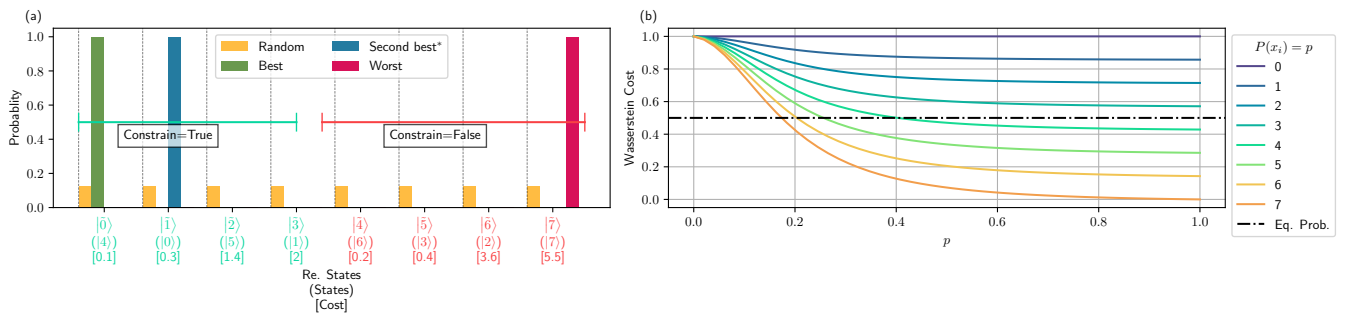 (a)
1.0
0.8
0.6
0.4
0.2
0.0
Probablity
Random
Best
Second best*
Worst
Constrain=True
Constrain=False
|0̄⟩ |1̄⟩ |2̄⟩ |3̄⟩ |4̄⟩ |5̄⟩ |6̄⟩ |7̄⟩
(|4⟩) (|0⟩) (|5⟩) (|1⟩) (|6⟩) (|3⟩) (|2⟩) (|7⟩)
[0.1] [0.3] [1.4] [2] [0.2] [0.4] [3.6] [5.5]
Re. States
(States)
[Cost]
(b)
1.0
0.8
0.6
0.4
0.2
0.0
Wasserstein Cost
0.0 0.2 0.4 0.6 0.8 1.0
p
P(x_i) = p
0
1
2
3
4
5
6
7
Eq. Prob.